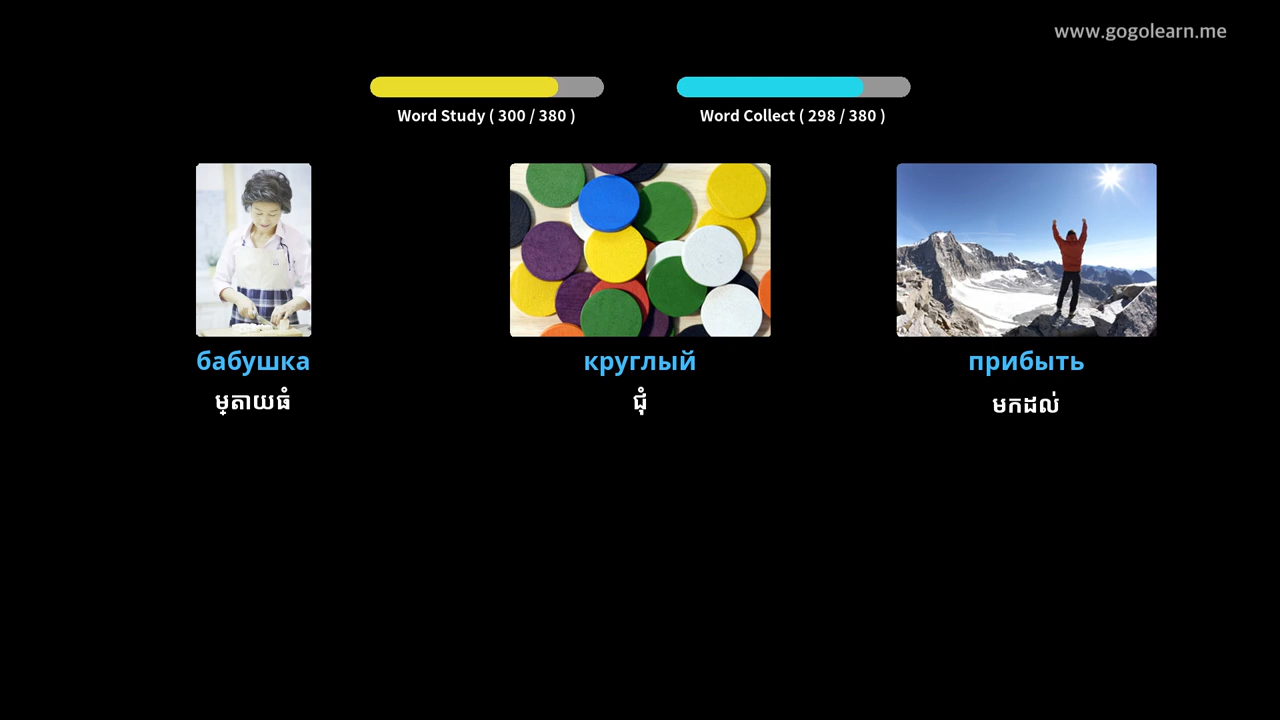 www.gogolearn.me
Word Study ( 300 / 380 )
Word Collect ( 298 / 380 )
бабушка
ម្តាយធំ
круглый
ជុំ
прибыть
មកដល់